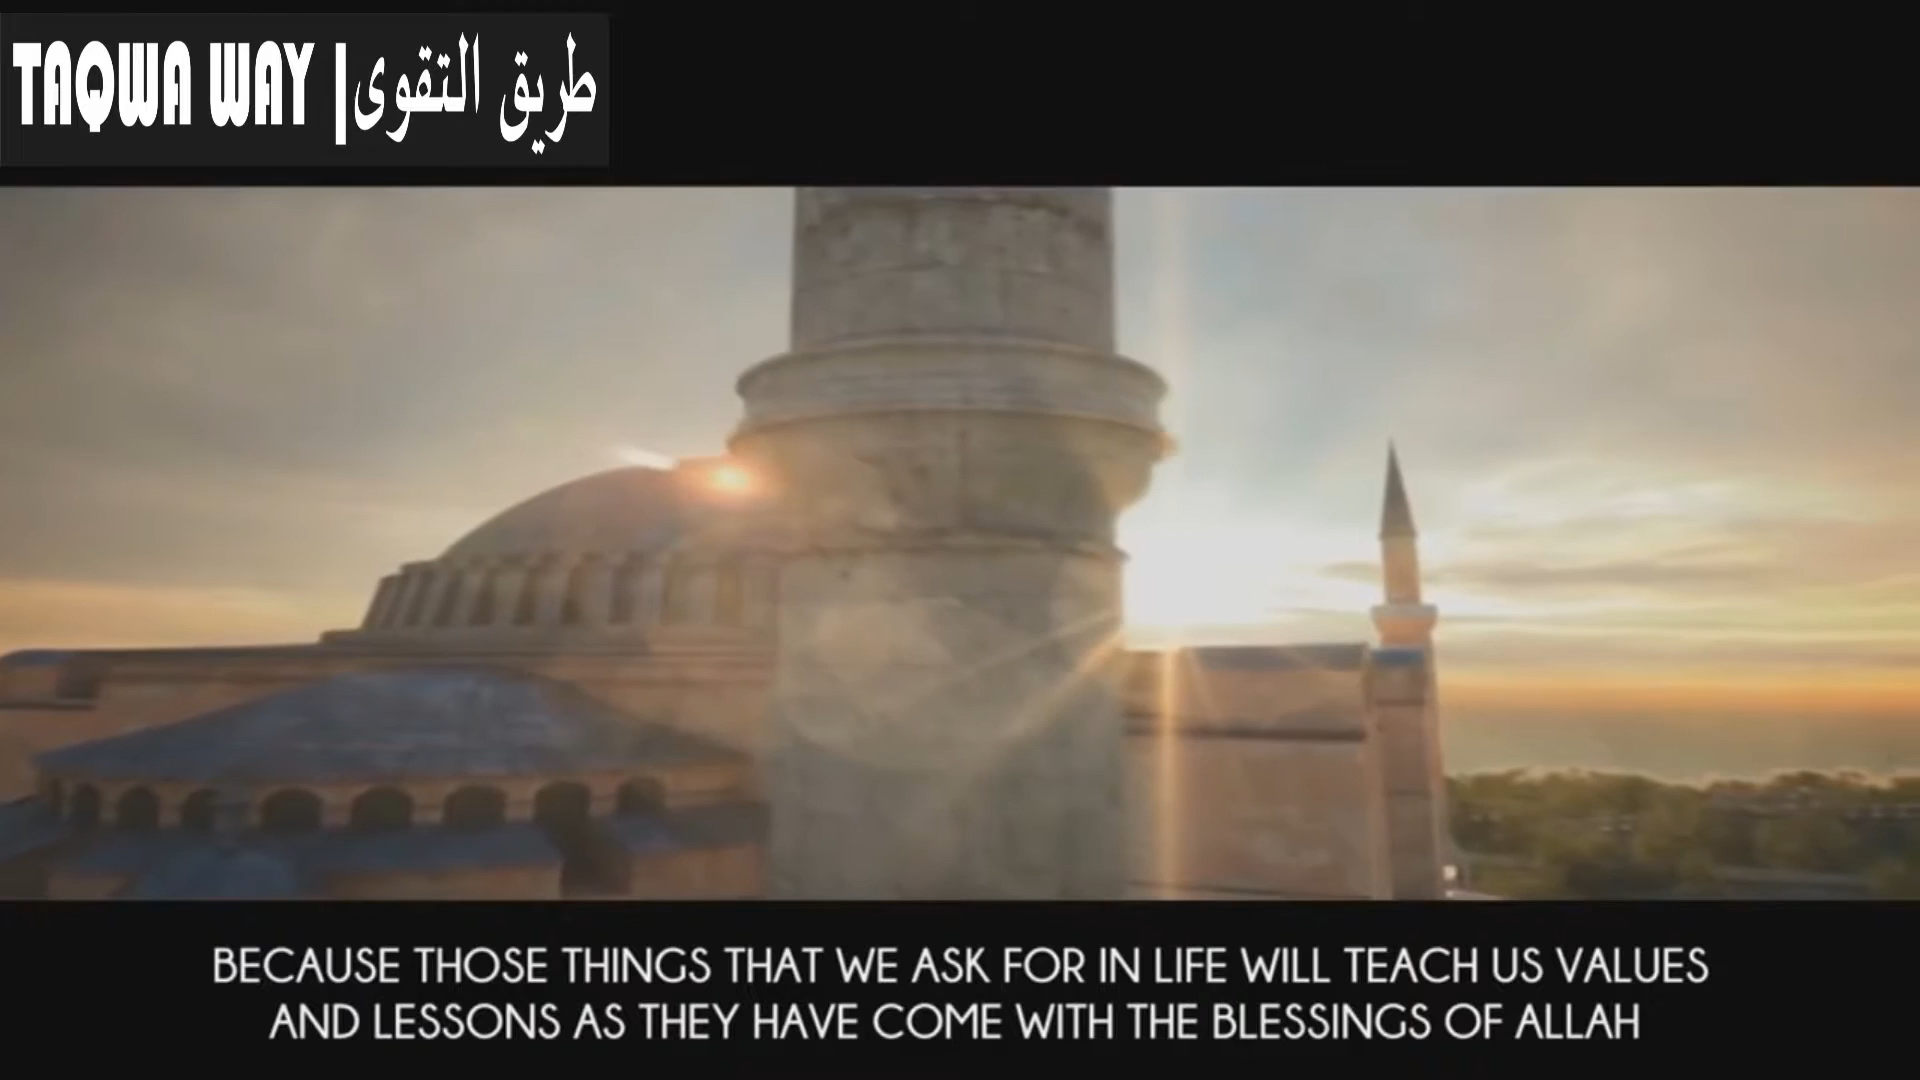 TAQWA WAY | طريق التقوى
BECAUSE THOSE THINGS THAT WE ASK FOR IN LIFE WILL TEACH US VALUES
AND LESSONS AS THEY HAVE COME WITH THE BLESSINGS OF ALLAH